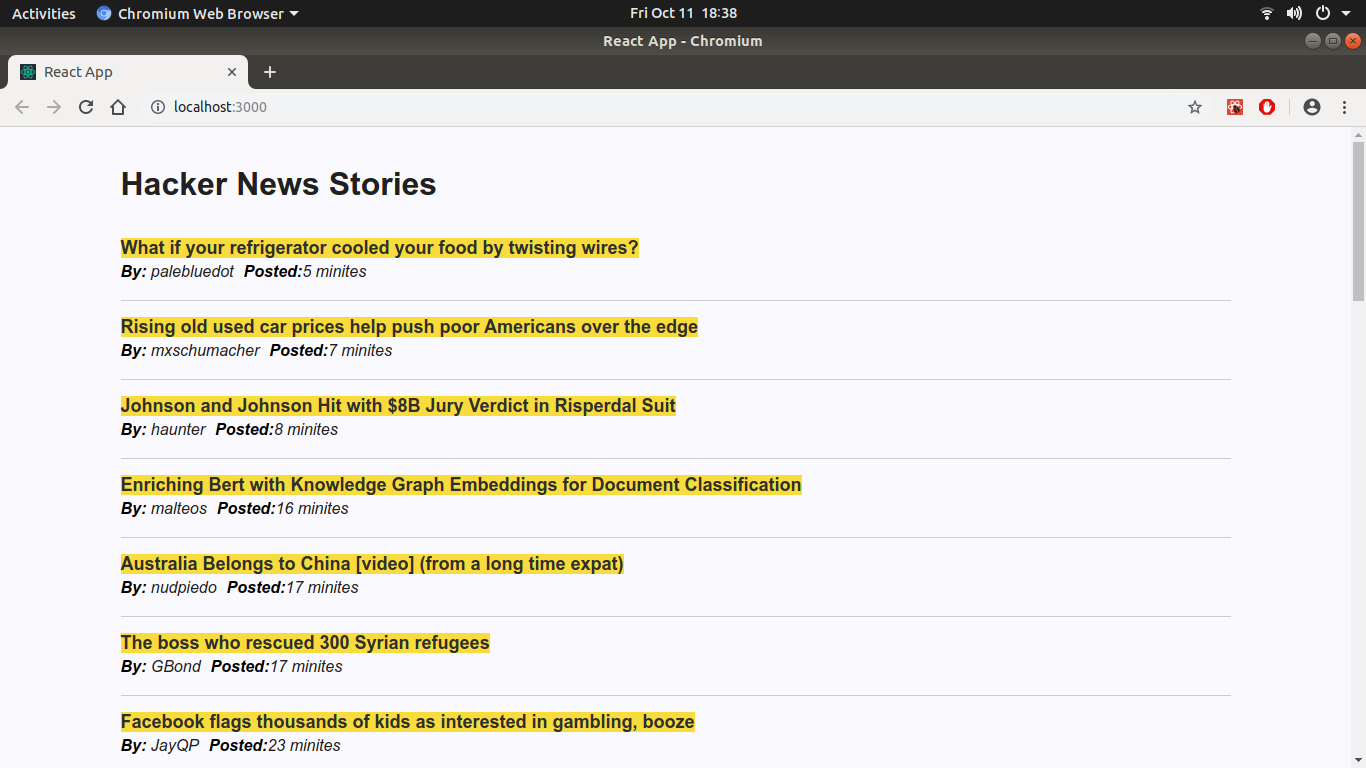 Activities Chromium Web Browser Fri Oct 11 18:38
React App - Chromium
React App
localhost:3000
Hacker News Stories
What if your refrigerator cooled your food by twisting wires?
By: palebluedot Posted:5 minites
Rising old used car prices help push poor Americans over the edge
By: mxschumacher Posted:7 minites
Johnson and Johnson Hit with $8B Jury Verdict in Risperdal Suit
By: haunter Posted:8 minites
Enriching Bert with Knowledge Graph Embeddings for Document Classification
By: malteos Posted:16 minites
Australia Belongs to China [video] (from a long time expat)
By: nudpiedo Posted:17 minites
The boss who rescued 300 Syrian refugees
By: GBond Posted:17 minites
Facebook flags thousands of kids as interested in gambling, booze
By: JayQP Posted:23 minites